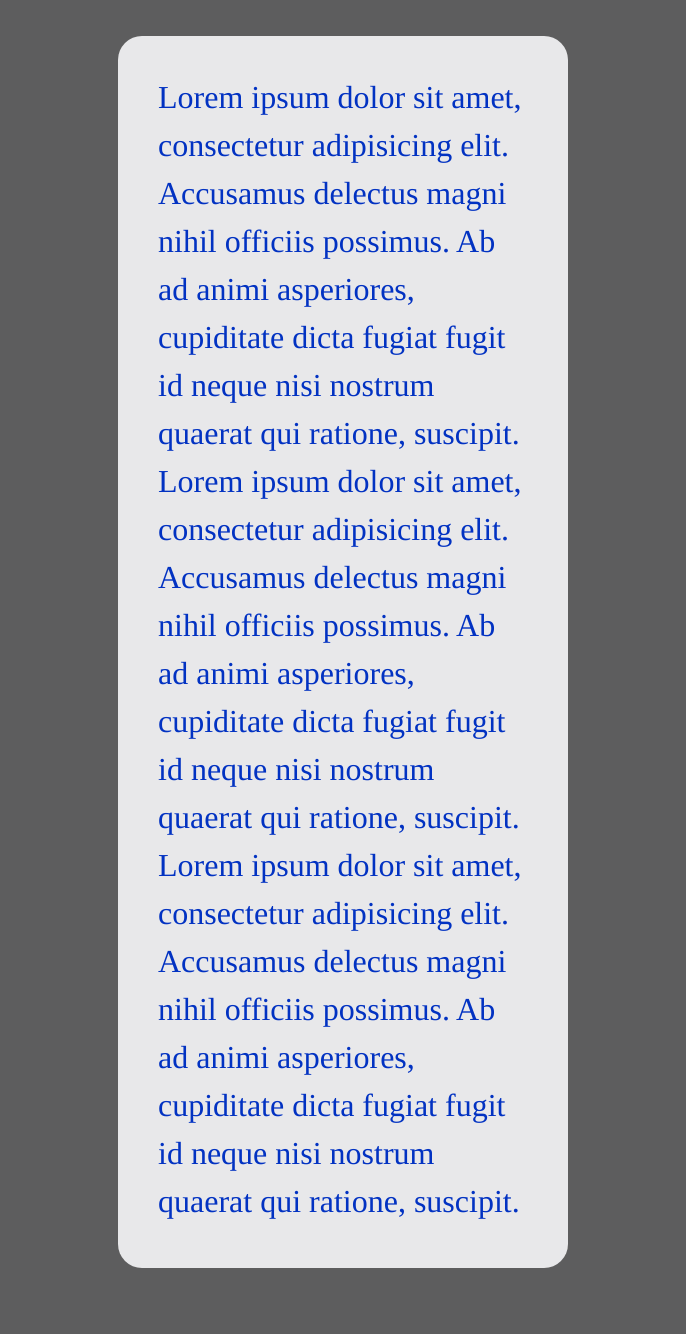 Lorem ipsum dolor sit amet,
consectetur adipisicing elit.
Accusamus delectus magni
nihil officiis possimus. Ab
ad animi asperiores,
cupiditate dicta fugiat fugit
id neque nisi nostrum
quaerat qui ratione, suscipit.
Lorem ipsum dolor sit amet,
consectetur adipisicing elit.
Accusamus delectus magni
nihil officiis possimus. Ab
ad animi asperiores,
cupiditate dicta fugiat fugit
id neque nisi nostrum
quaerat qui ratione, suscipit.
Lorem ipsum dolor sit amet,
consectetur adipisicing elit.
Accusamus delectus magni
nihil officiis possimus. Ab
ad animi asperiores,
cupiditate dicta fugiat fugit
id neque nisi nostrum
quaerat qui ratione, suscipit.